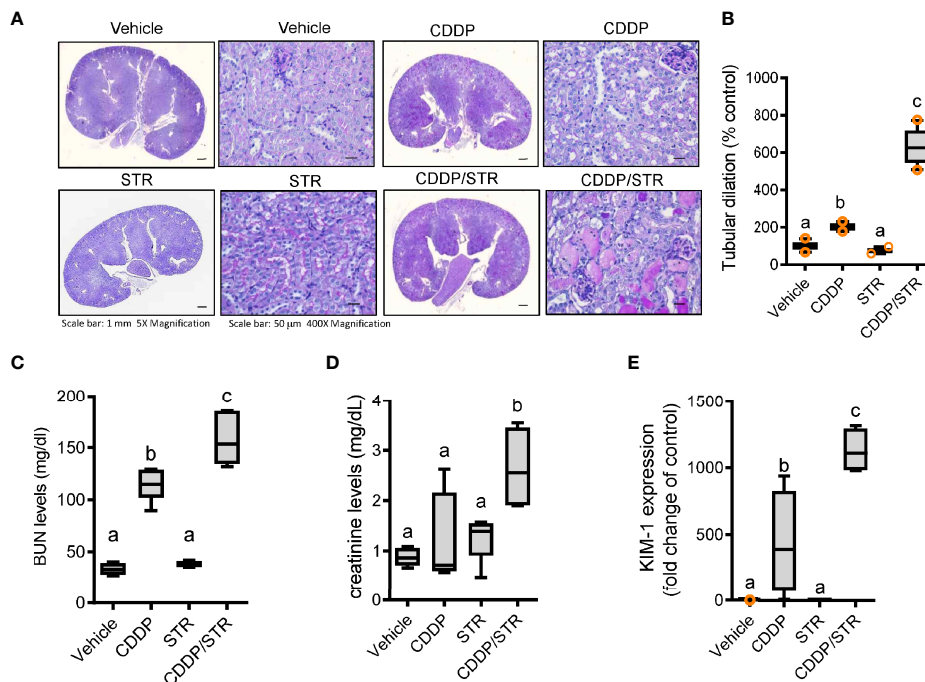 A
Vehicle
Vehicle
CDDP
CDDP
STR
STR
CDDP/STR
CDDP/STR
Scale bar: 1 mm 5X Magnification
Scale bar: 50 µm 400X Magnification
B
Tubular dilation (% control)
1000
800
600
400
200
0
a
b
a
c
Vehicle
CDDP
STR
CDDP/STR
C
BUN levels (mg/dl)
200
150
100
50
0
a
b
a
c
Vehicle
CDDP
STR
CDDP/STR
D
creatinine levels (mg/dL)
4
3
2
1
0
a
a
a
b
Vehicle
CDDP
STR
CDDP/STR
E
KIM-1 expression
(fold change of control)
1500
1000
500
0
a
b
a
c
Vehicle
CDDP
STR
CDDP/STR